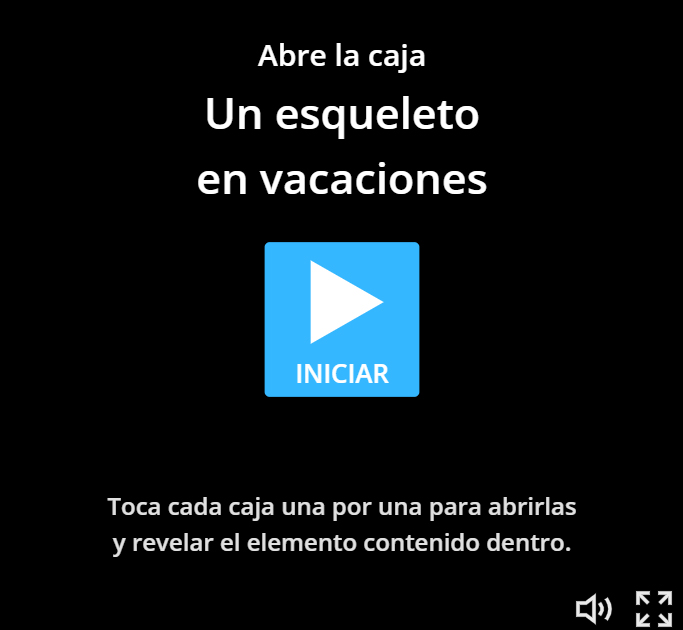 Abre la caja
Un esqueleto
en vacaciones
INICIAR
Toca cada caja una por una para abrirlas
y revelar el elemento contenido dentro.